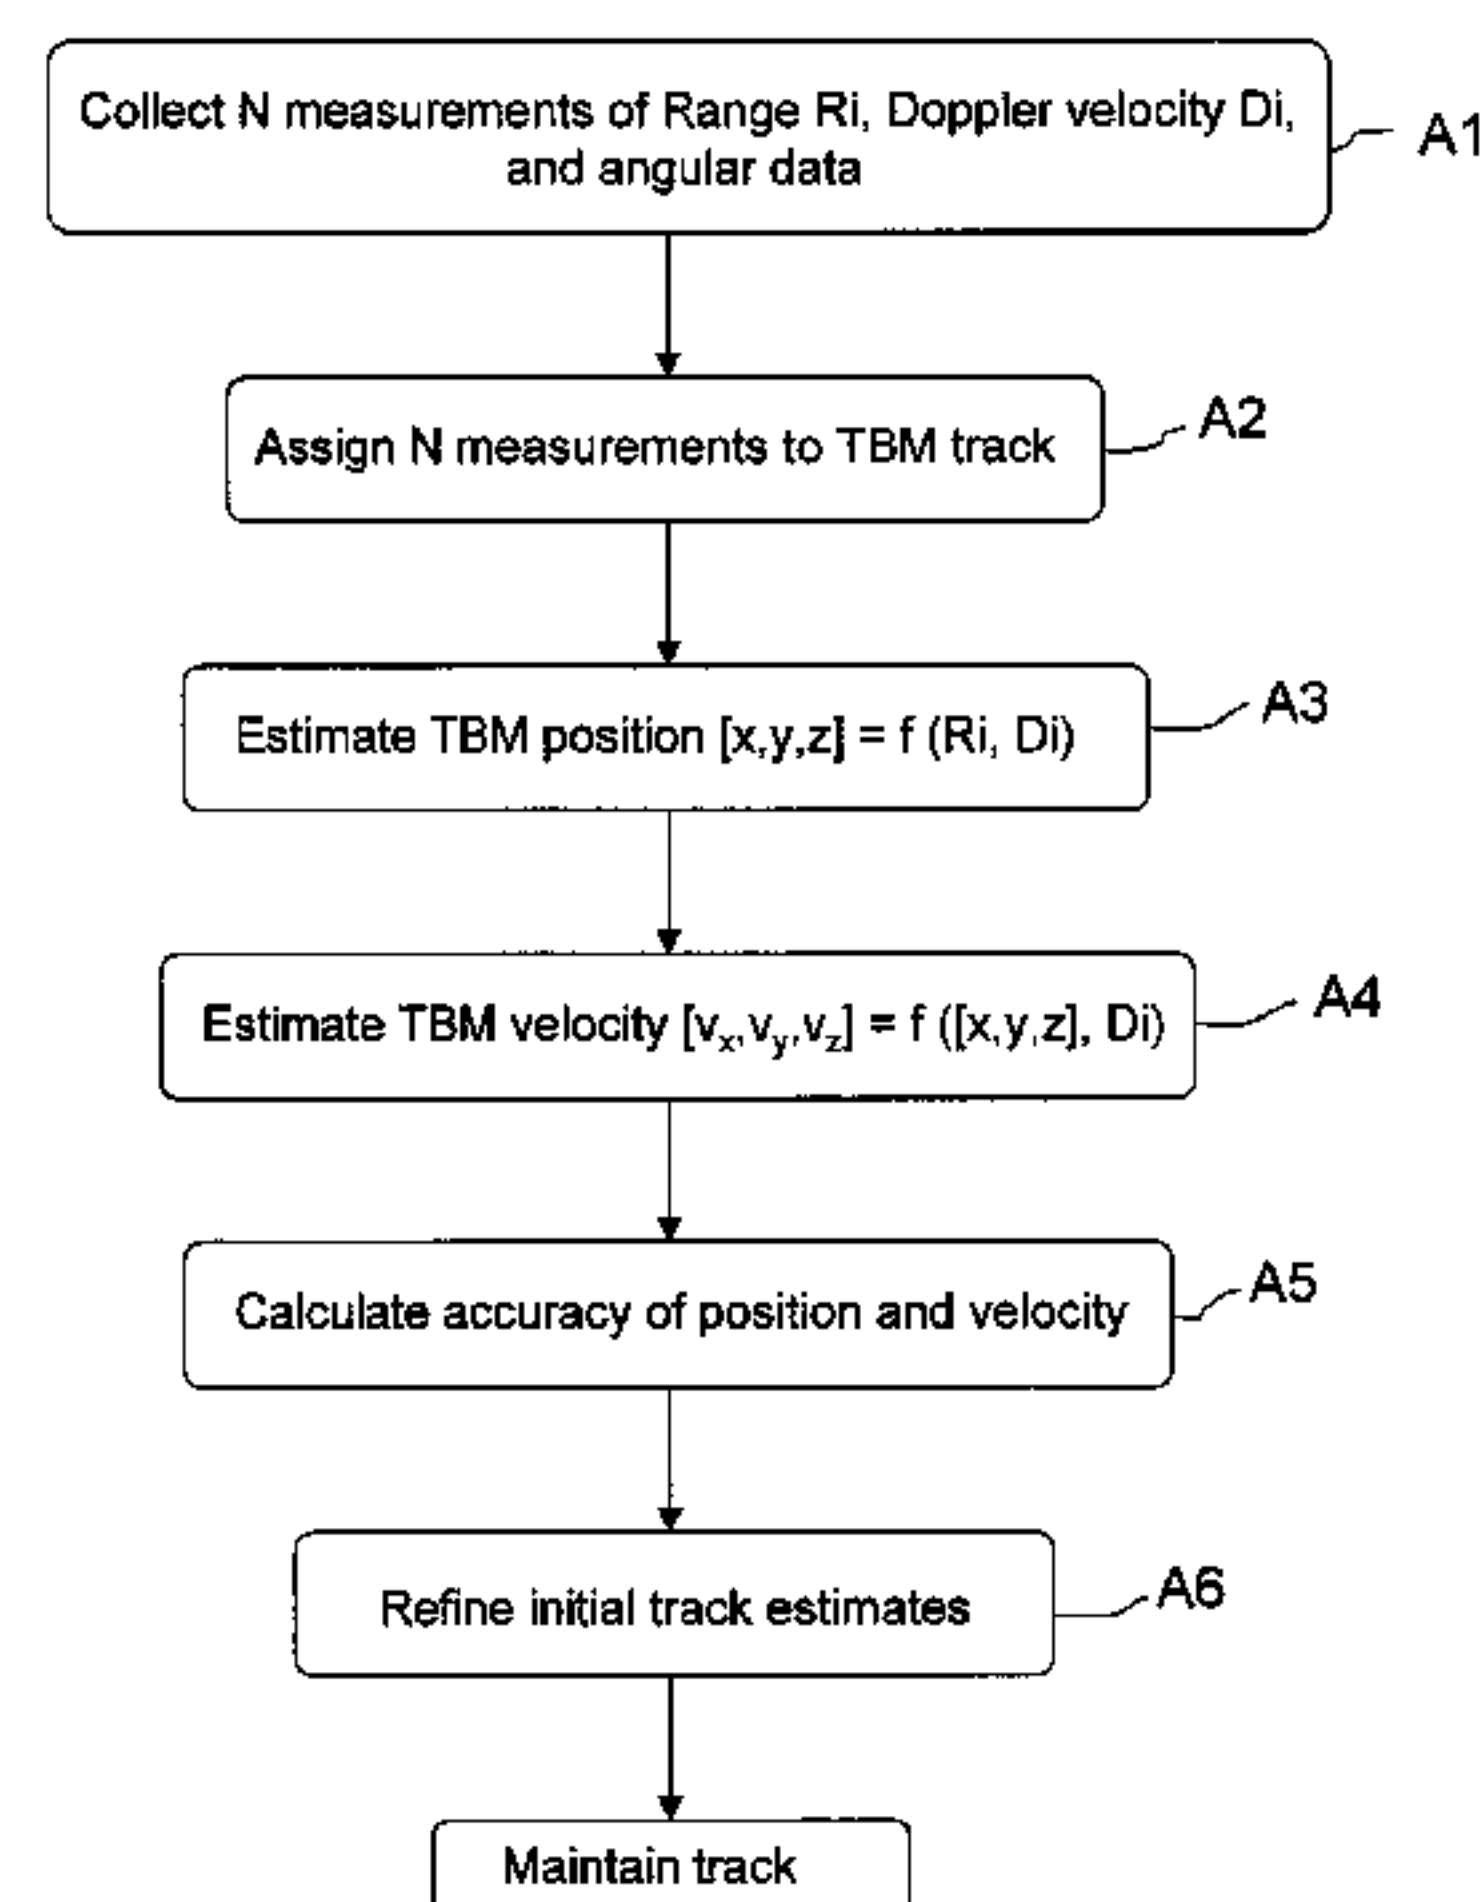 Collect N measurements of Range Ri, Doppler velocity Di,
and angular data
A1
Assign N measurements to TBM track
A2
Estimate TBM position [x,y,z] = f (Ri, Di)
A3
Estimate TBM velocity [vx,vy,vz] = f ([x,y,z], Di)
A4
Calculate accuracy of position and velocity
A5
Refine initial track estimates
A6
Maintain track